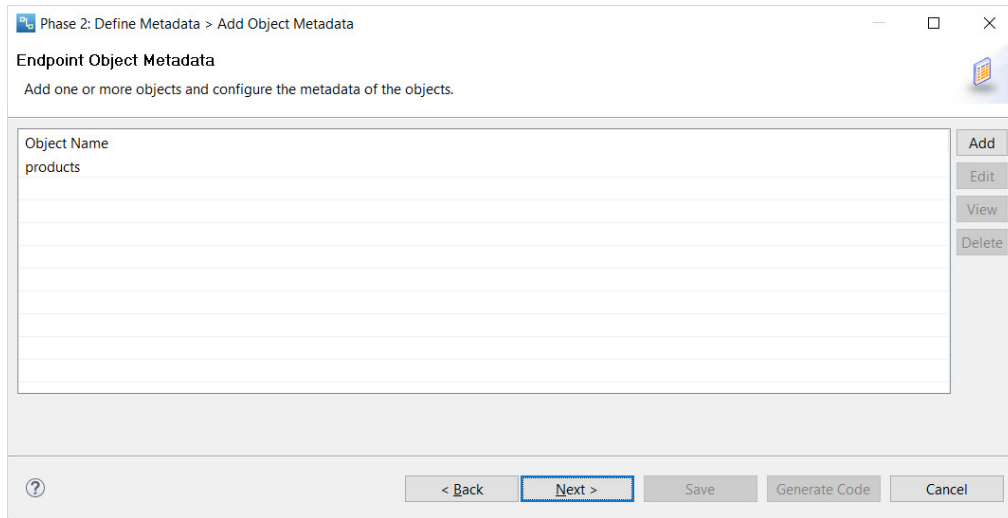 Phase 2: Define Metadata > Add Object Metadata
Endpoint Object Metadata
Add one or more objects and configure the metadata of the objects.
Object Name
products
Add
Edit
View
Delete
< Back
Next >
Save
Generate Code
Cancel